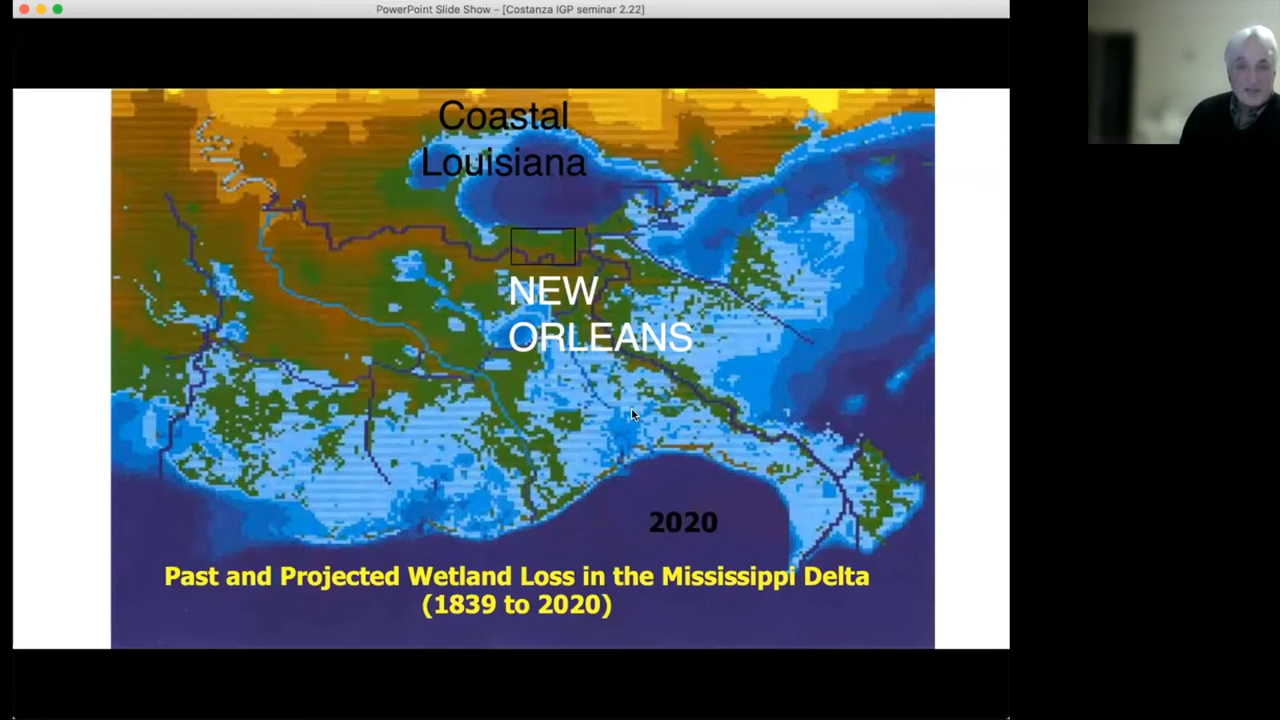 PowerPoint Slide Show – [Costanza IGP seminar 2.22]
Coastal
Louisiana
NEW
ORLEANS
2020
Past and Projected Wetland Loss in the Mississippi Delta
(1839 to 2020)